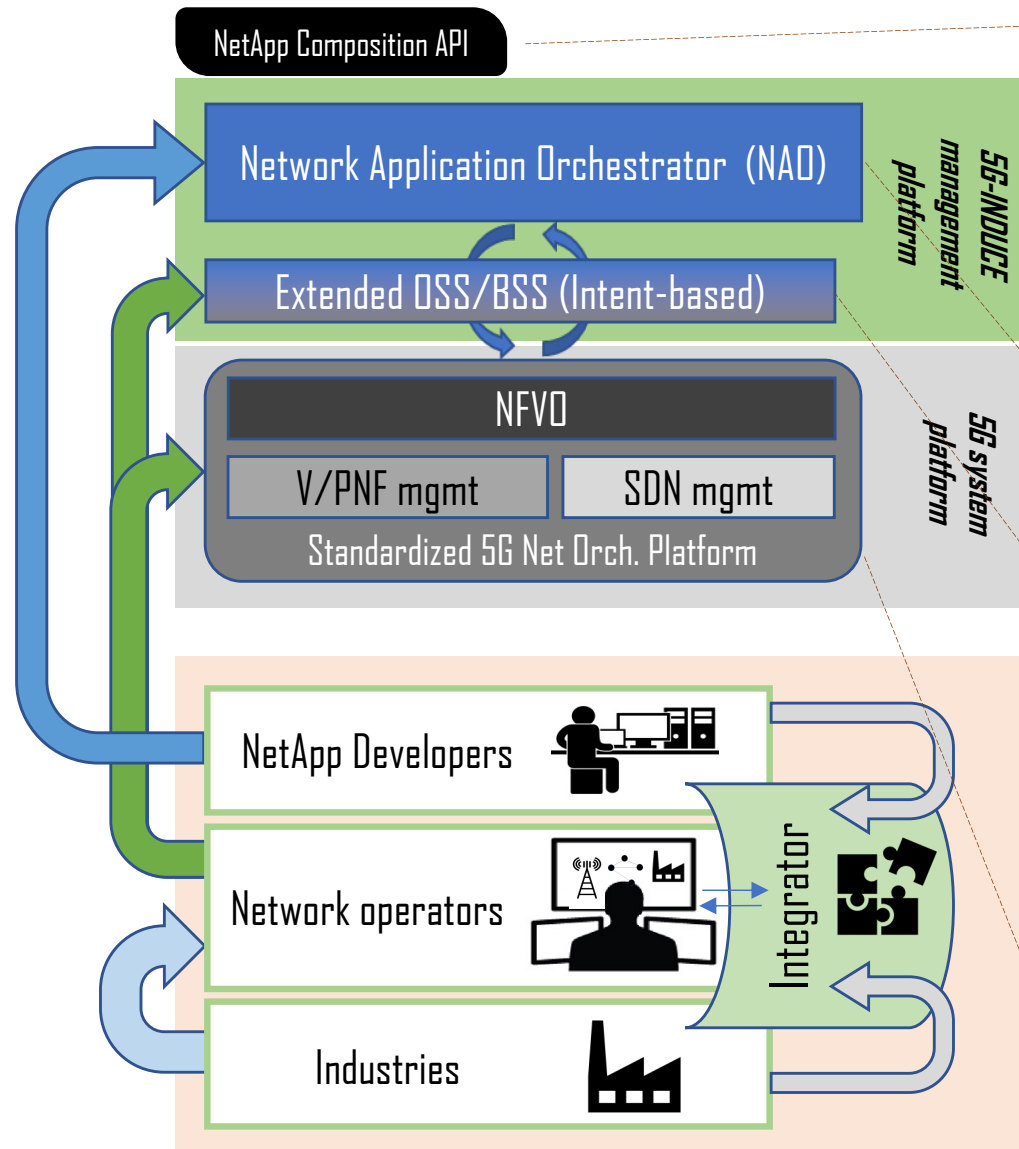 NetApp Composition API
Network Application Orchestrator (NAO)
5G-INDUCE
management
platform
Extended OSS/BSS (Intent-based)
NFVO
V/PNF mgmt
SDN mgmt
Standardized 5G Net Orch. Platform
5G system
platform
NetApp Developers
Network operators
Integrator
Industries